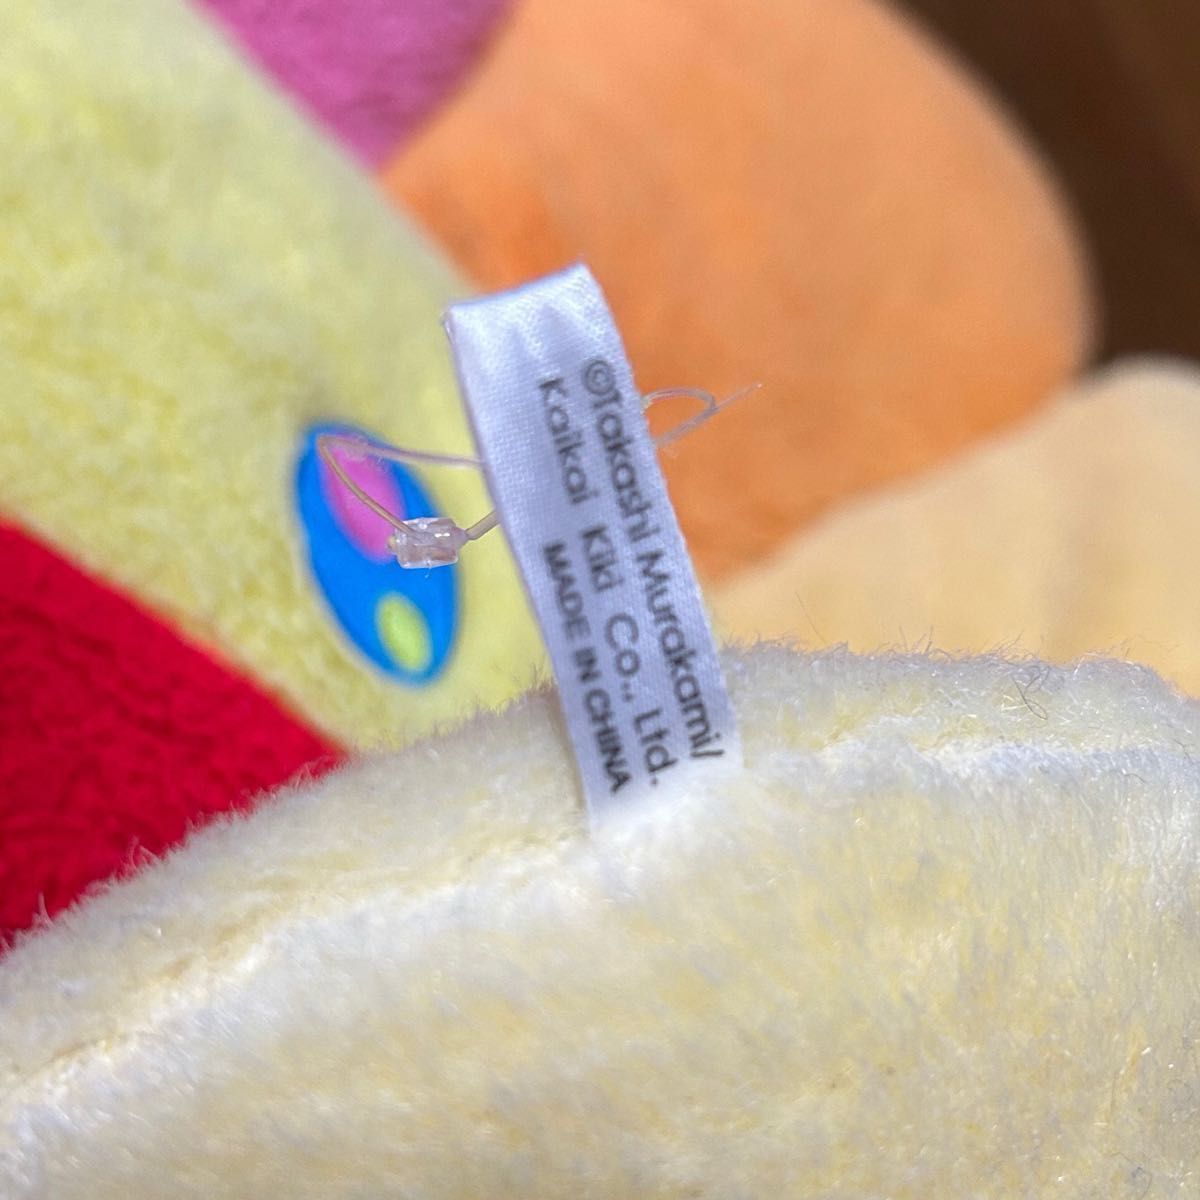 ©Takashi Murakami/
Kaikai Kiki Co., Ltd.
MADE IN CHINA